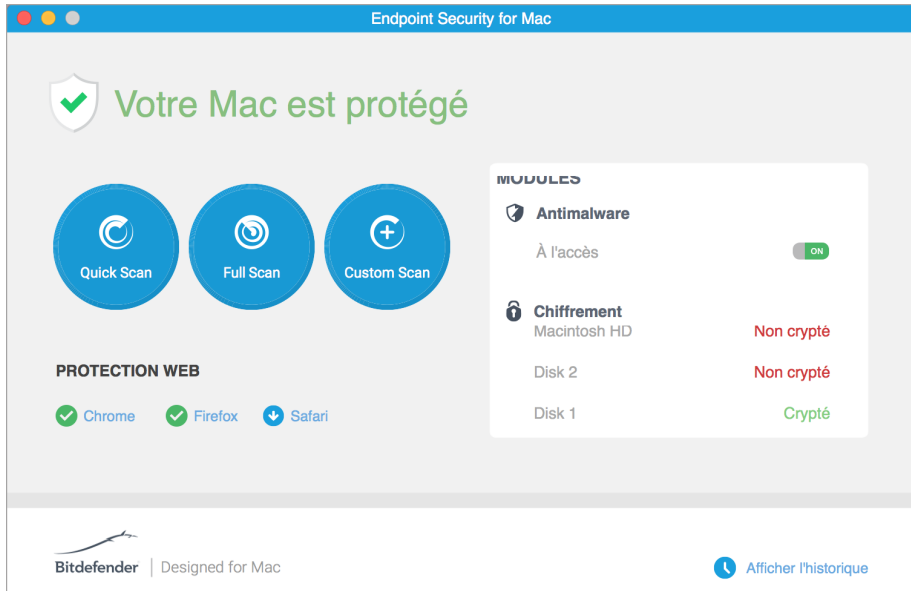 Endpoint Security for Mac
Votre Mac est protégé
Quick Scan
Full Scan
Custom Scan
PROTECTION WEB
Chrome
Firefox
Safari
MODULES
Antimalware
À l'accès
ON
Chiffrement
Macintosh HD
Non crypté
Disk 2
Non crypté
Disk 1
Crypté
Bitdefender | Designed for Mac
Afficher l'historique